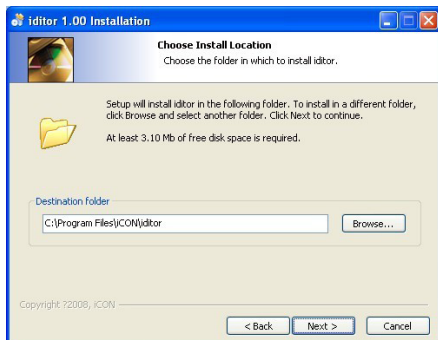 iditor 1.00 Installation
Choose Install Location
Choose the folder in which to install iditor.
Setup will install iditor in the following folder. To install in a different folder,
click Browse and select another folder. Click Next to continue.
At least 3.10 Mb of free disk space is required.
Destination folder
C:\Program Files\iCON\iditor
Browse...
Copyright ?2008, iCON
< Back
Next >
Cancel